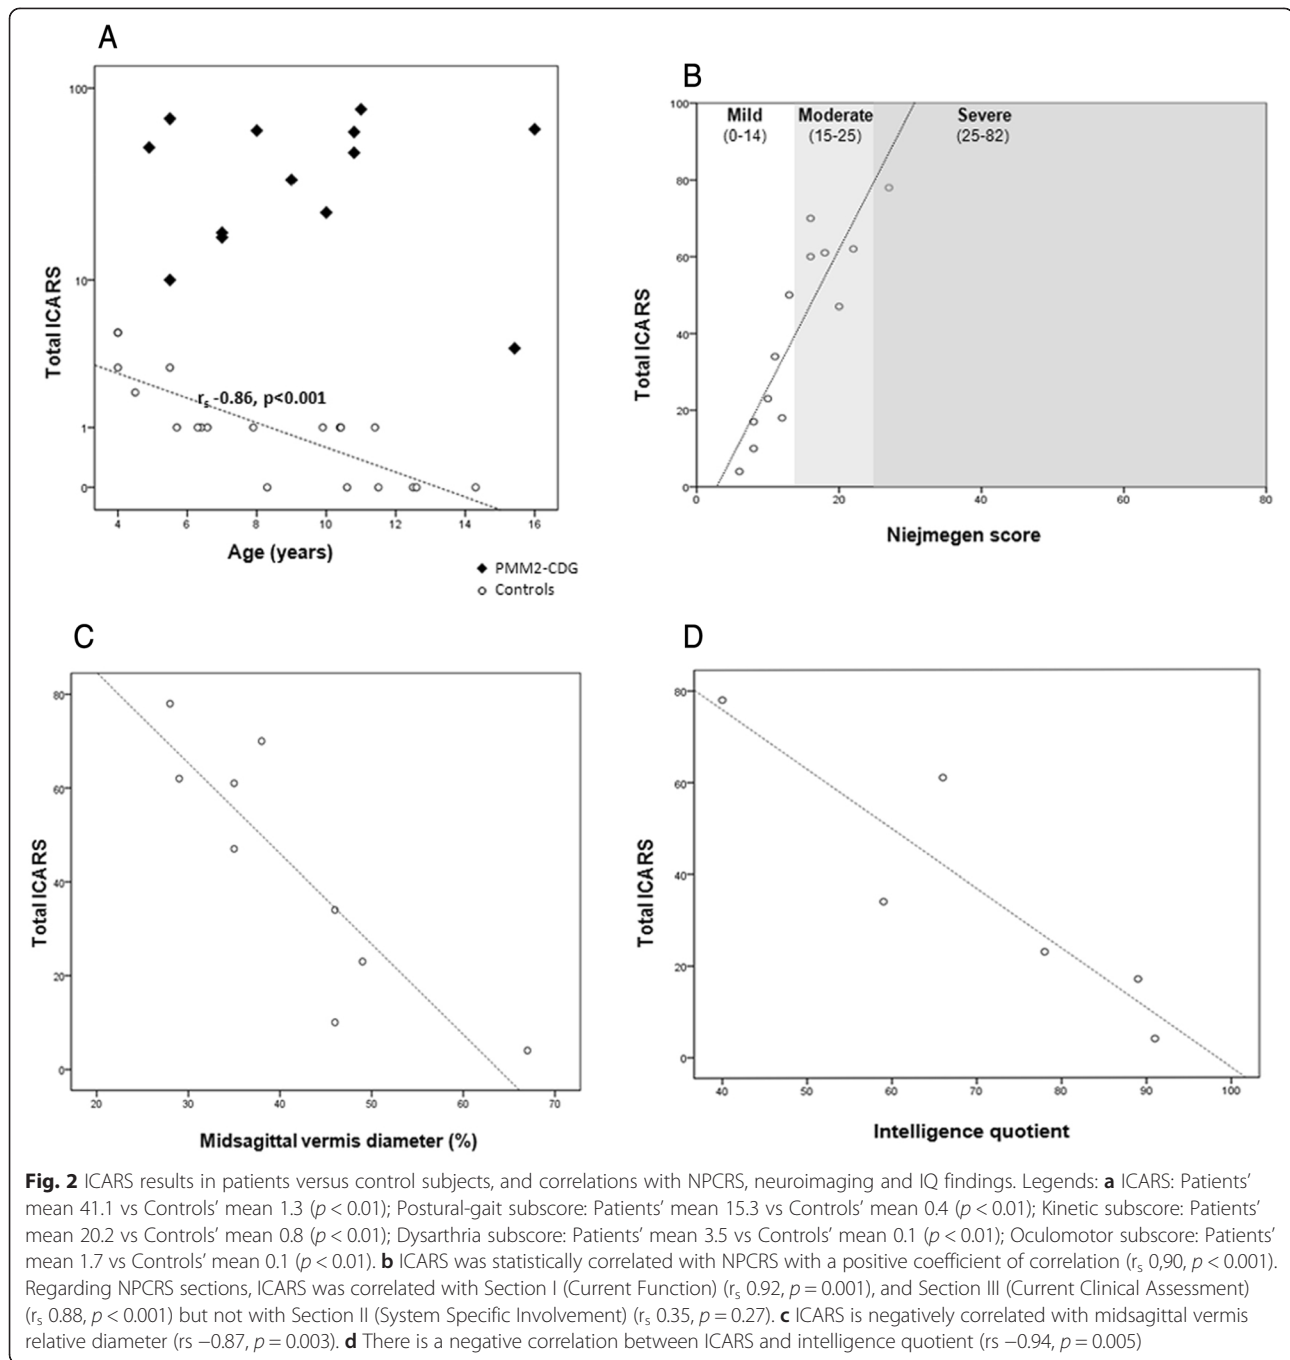 A
100
10
1
0
Total ICARS
r_s -0.86, p<0.001
4 6 8 10 12 14 16
Age (years)
◆ PMM2-CDG
○ Controls
B
100
80
60
40
20
0
Total ICARS
Mild Moderate Severe
(0-14) (15-25) (25-82)
0 20 40 60 80
Niejmegen score
C
80
60
40
20
0
Total ICARS
20 30 40 50 60 70
Midsagittal vermis diameter (%)
D
80
60
40
20
0
Total ICARS
40 50 60 70 80 90 100
Intelligence quotient
Fig. 2 ICARS results in patients versus control subjects, and correlations with NPCRS, neuroimaging and IQ findings. Legends: a ICARS: Patients'
mean 41.1 vs Controls' mean 1.3 (p < 0.01); Postural-gait subscore: Patients' mean 15.3 vs Controls' mean 0.4 (p < 0.01); Kinetic subscore: Patients'
mean 20.2 vs Controls' mean 0.8 (p < 0.01); Dysarthria subscore: Patients' mean 3.5 vs Controls' mean 0.1 (p < 0.01); Oculomotor subscore: Patients'
mean 1.7 vs Controls' mean 0.1 (p < 0.01). b ICARS was statistically correlated with NPCRS with a positive coefficient of correlation (r_s 0,90, p < 0.001).
Regarding NPCRS sections, ICARS was correlated with Section I (Current Function) (r_s 0.92, p = 0.001), and Section III (Current Clinical Assessment)
(r_s 0.88, p < 0.001) but not with Section II (System Specific Involvement) (r_s 0.35, p = 0.27). c ICARS is negatively correlated with midsagittal vermis
relative diameter (rs −0.87, p = 0.003). d There is a negative correlation between ICARS and intelligence quotient (rs −0.94, p = 0.005)